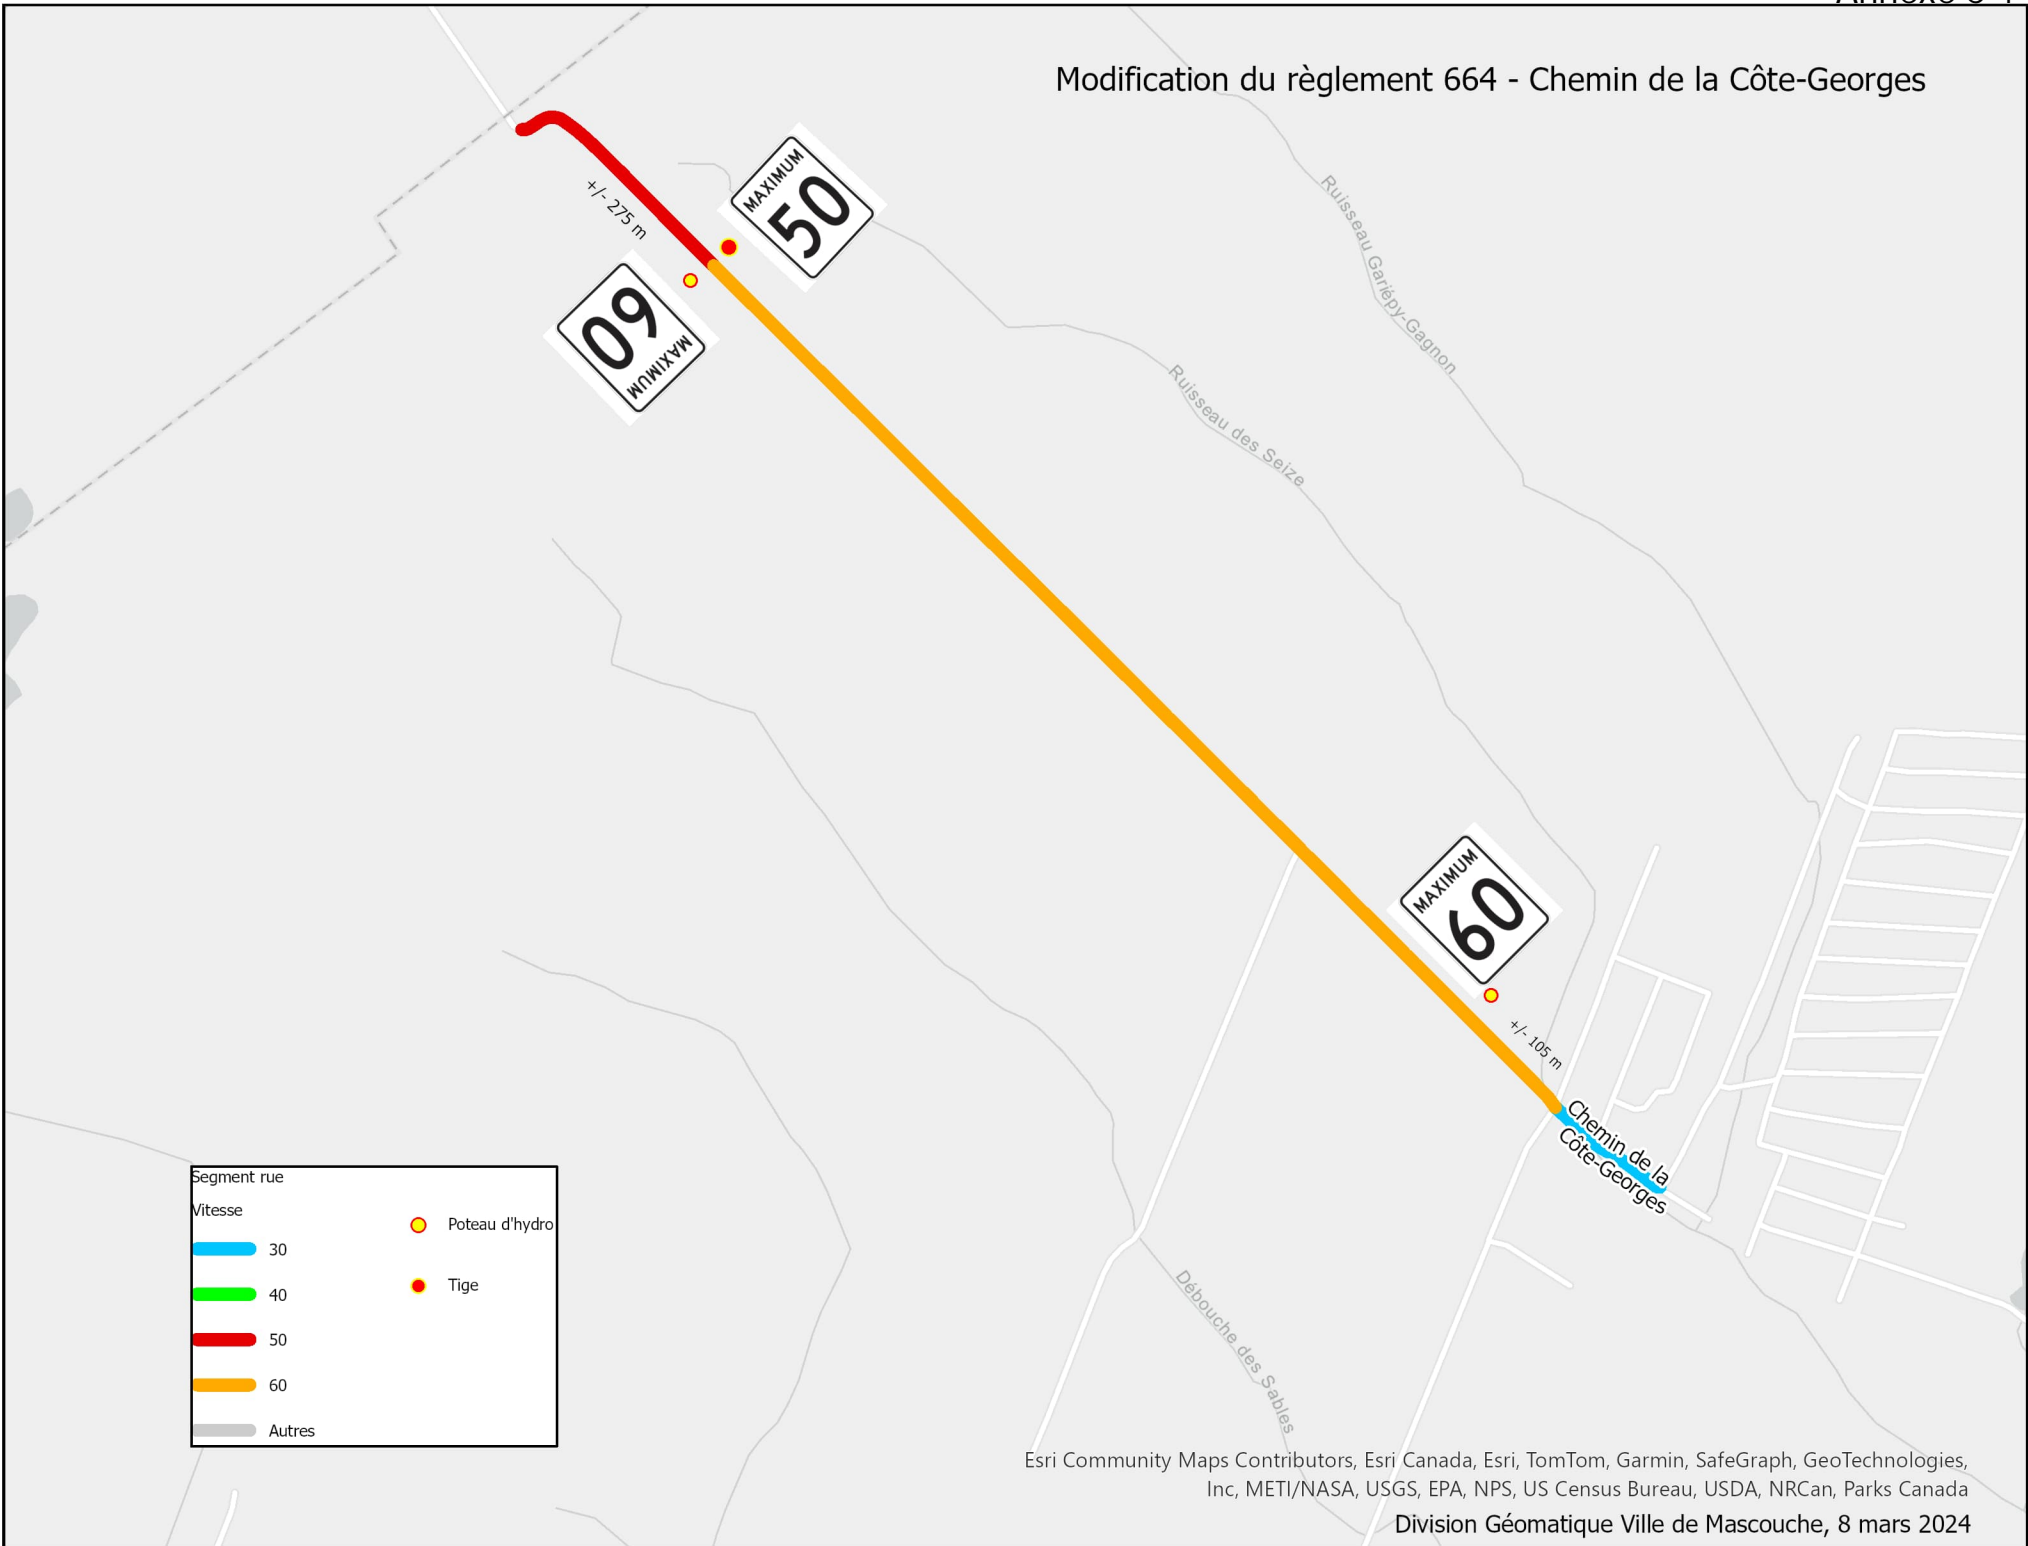 Modification du règlement 664 - Chemin de la Côte-Georges
MAXIMUM
50
+/- 275 m
MAXIMUM
60
Ruisseau Gariépy-Gagnon
Ruisseau des Seize
MAXIMUM
60
+/- 105 m
Chemin de la
Côte-Georges
Segment rue
Vitesse
30
40
50
60
Autres
Poteau d'hydro
Tige
Débouche des Sables
Esri Community Maps Contributors, Esri Canada, Esri, TomTom, Garmin, SafeGraph, GeoTechnologies,
Inc, METI/NASA, USGS, EPA, NPS, US Census Bureau, USDA, NRCan, Parks Canada
Division Géomatique Ville de Mascouche, 8 mars 2024